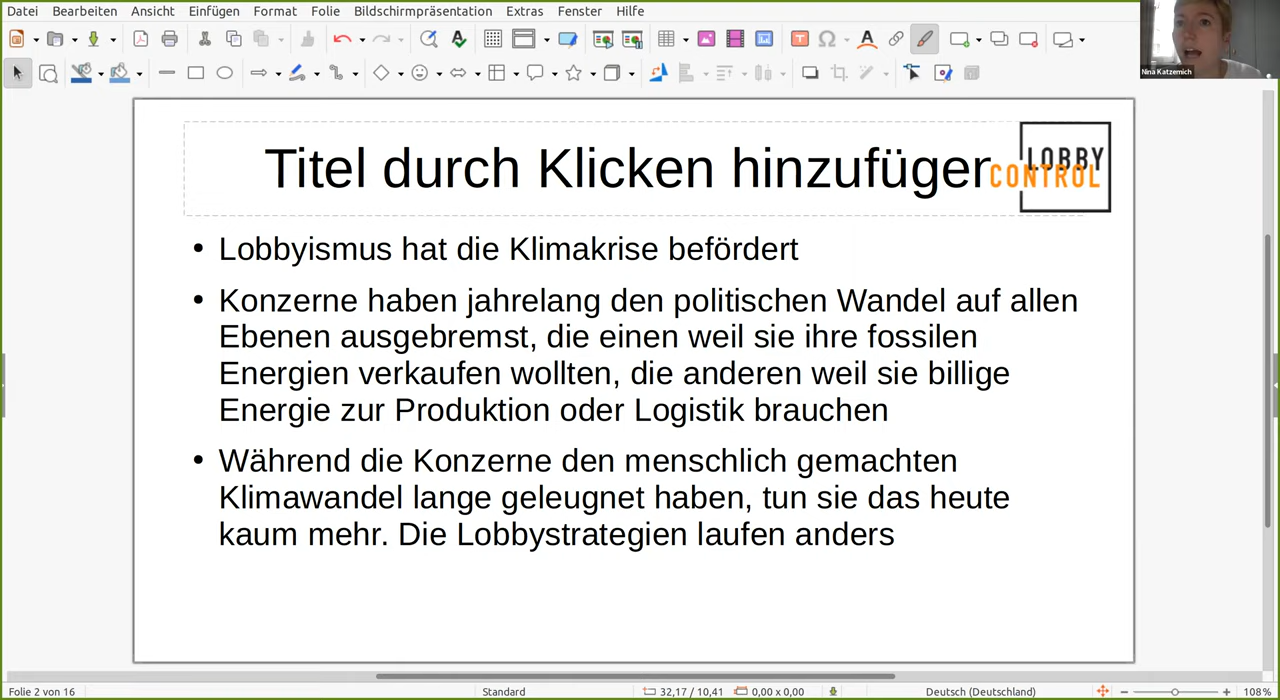 Datei Bearbeiten Ansicht Einfügen Format Folie Bildschirmpräsentation Extras Fenster Hilfe
Nina Katzemich
Titel durch Klicken hinzufüger
LOBBY
CONTROL
• Lobbyismus hat die Klimakrise befördert
• Konzerne haben jahrelang den politischen Wandel auf allen
Ebenen ausgebremst, die einen weil sie ihre fossilen
Energien verkaufen wollten, die anderen weil sie billige
Energie zur Produktion oder Logistik brauchen
• Während die Konzerne den menschlich gemachten
Klimawandel lange geleugnet haben, tun sie das heute
kaum mehr. Die Lobbystrategien laufen anders
Folie 2 von 16 Standard 32,17 / 10,41 0,00 x 0,00 Deutsch (Deutschland) 108%